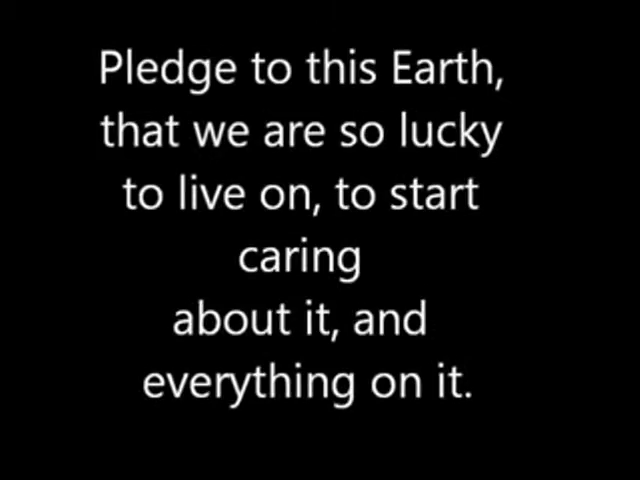 Pledge to this Earth,
that we are so lucky
to live on, to start
caring
about it, and
everything on it.